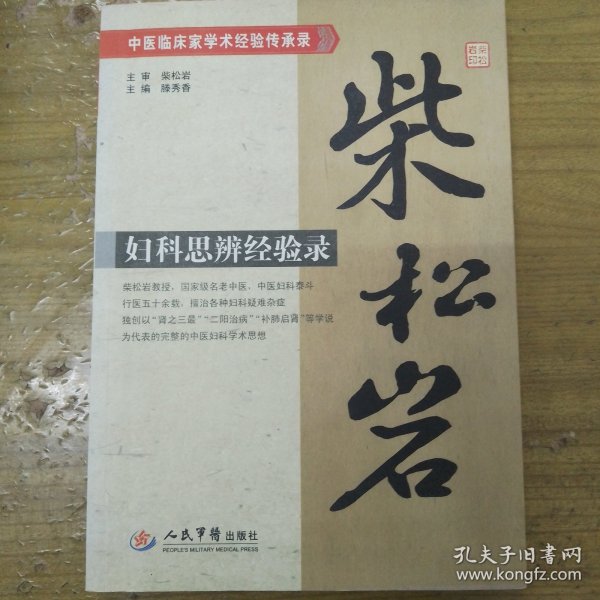 中医临床家学术经验传承录
主审 柴松岩
主编 滕秀香
柴松岩印
柴松岩
妇科思辨经验录
柴松岩教授,国家级名老中医,中医妇科泰斗
行医五十余载,擅治各种妇科疑难杂症
独创以“肾之三最”“二阳治病”“补肺启肾”等学说
为代表的完整的中医妇科学术思想
人民军医出版社
PEOPLE'S MILITARY MEDICAL PRESS
孔夫子旧书网
www.kongfz.com